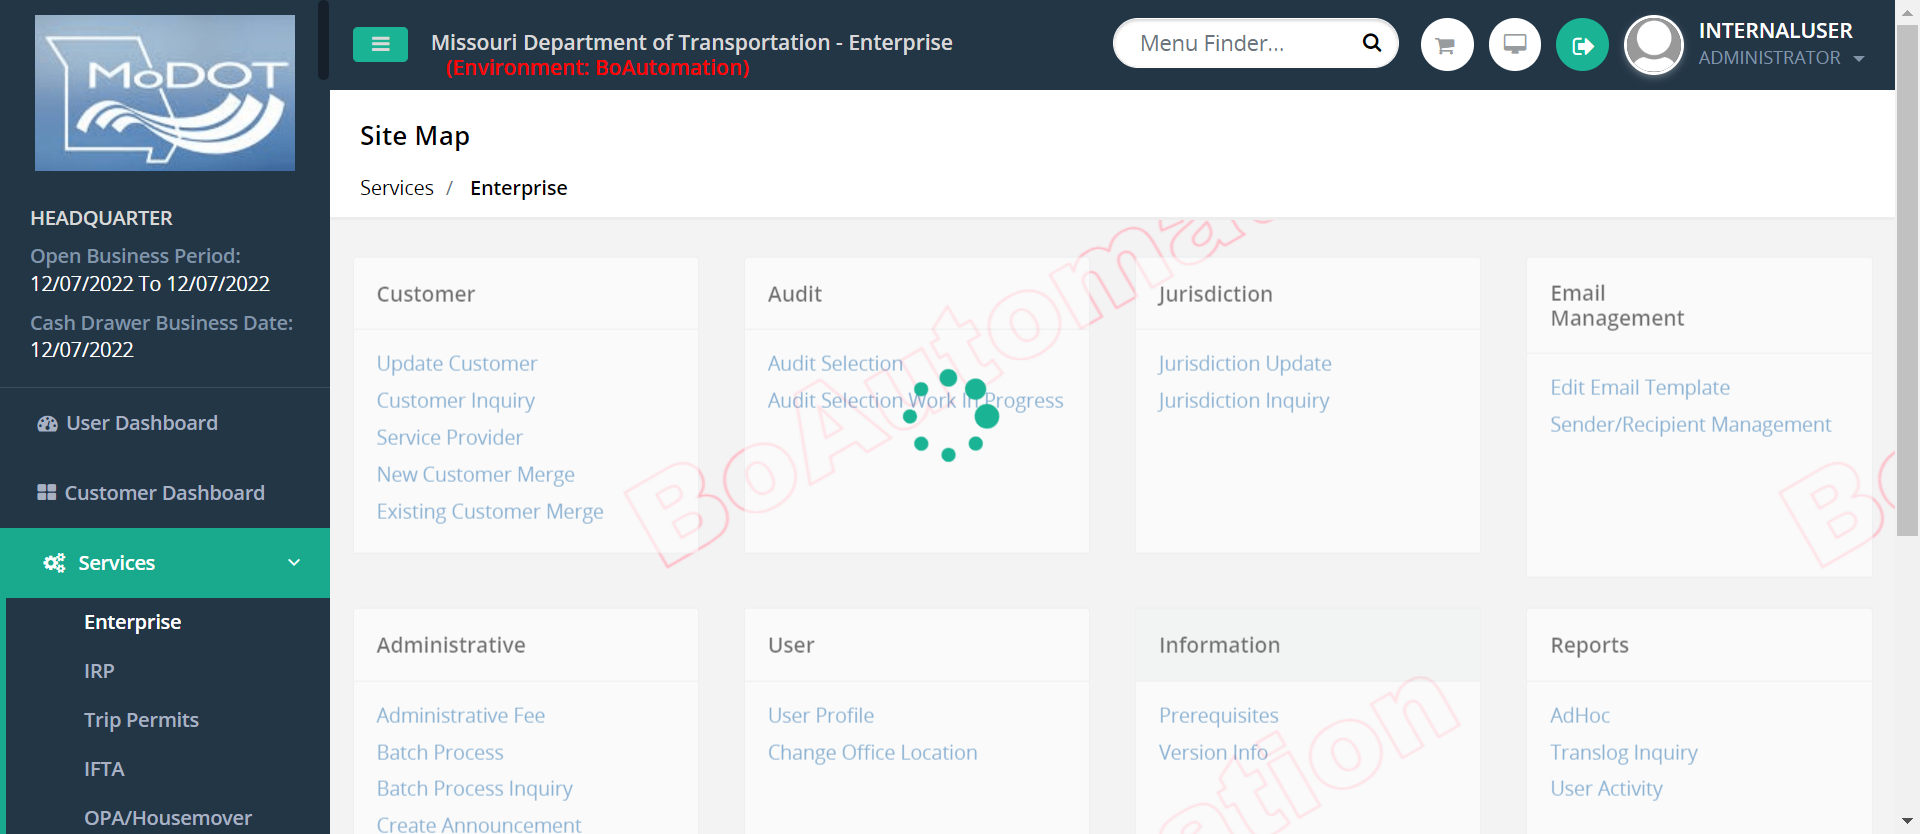 MoDOT
Missouri Department of Transportation - Enterprise
(Environment: BoAutomation)
Menu Finder...
INTERNALUSER
ADMINISTRATOR
Site Map
Services / Enterprise
HEADQUARTER
Open Business Period:
12/07/2022 To 12/07/2022
Cash Drawer Business Date:
12/07/2022
User Dashboard
Customer Dashboard
Services
Enterprise
IRP
Trip Permits
IFTA
OPA/Housemover
Customer
Update Customer
Customer Inquiry
Service Provider
New Customer Merge
Existing Customer Merge
Audit
Audit Selection
Audit Selection Work In Progress
Jurisdiction
Jurisdiction Update
Jurisdiction Inquiry
Email
Management
Edit Email Template
Sender/Recipient Management
Administrative
Administrative Fee
Batch Process
Batch Process Inquiry
Create Announcement
User
User Profile
Change Office Location
Information
Prerequisites
Version Info
Reports
AdHoc
Translog Inquiry
User Activity
BoAutoma
Bo
ation